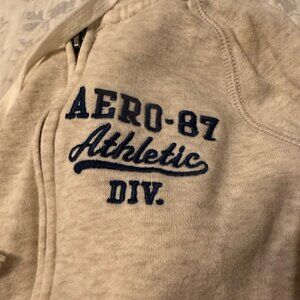 AERO-87
Athletic
DIV.